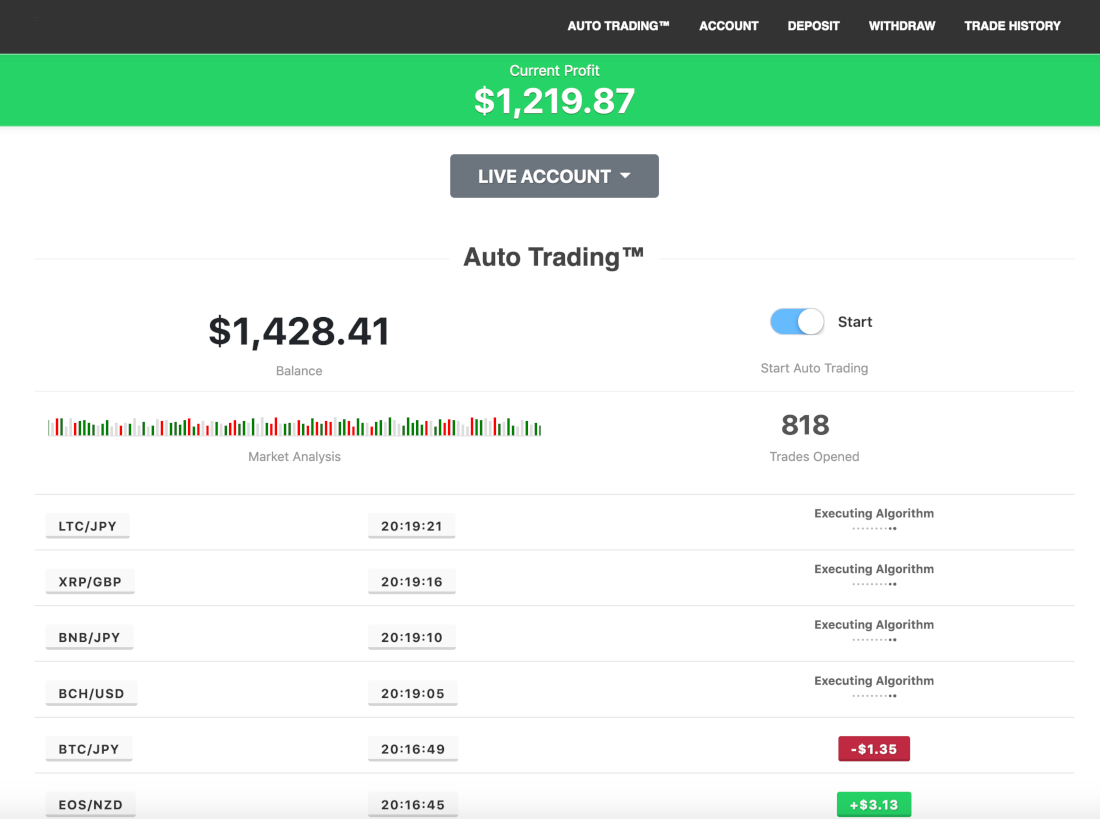 AUTO TRADING™ ACCOUNT DEPOSIT WITHDRAW TRADE HISTORY
Current Profit
$1,219.87
LIVE ACCOUNT
Auto Trading™
$1,428.41
Balance
Start
Start Auto Trading
Market Analysis
818
Trades Opened
LTC/JPY 20:19:21 Executing Algorithm
XRP/GBP 20:19:16 Executing Algorithm
BNB/JPY 20:19:10 Executing Algorithm
BCH/USD 20:19:05 Executing Algorithm
BTC/JPY 20:16:49 -$1.35
EOS/NZD 20:16:45 +$3.13